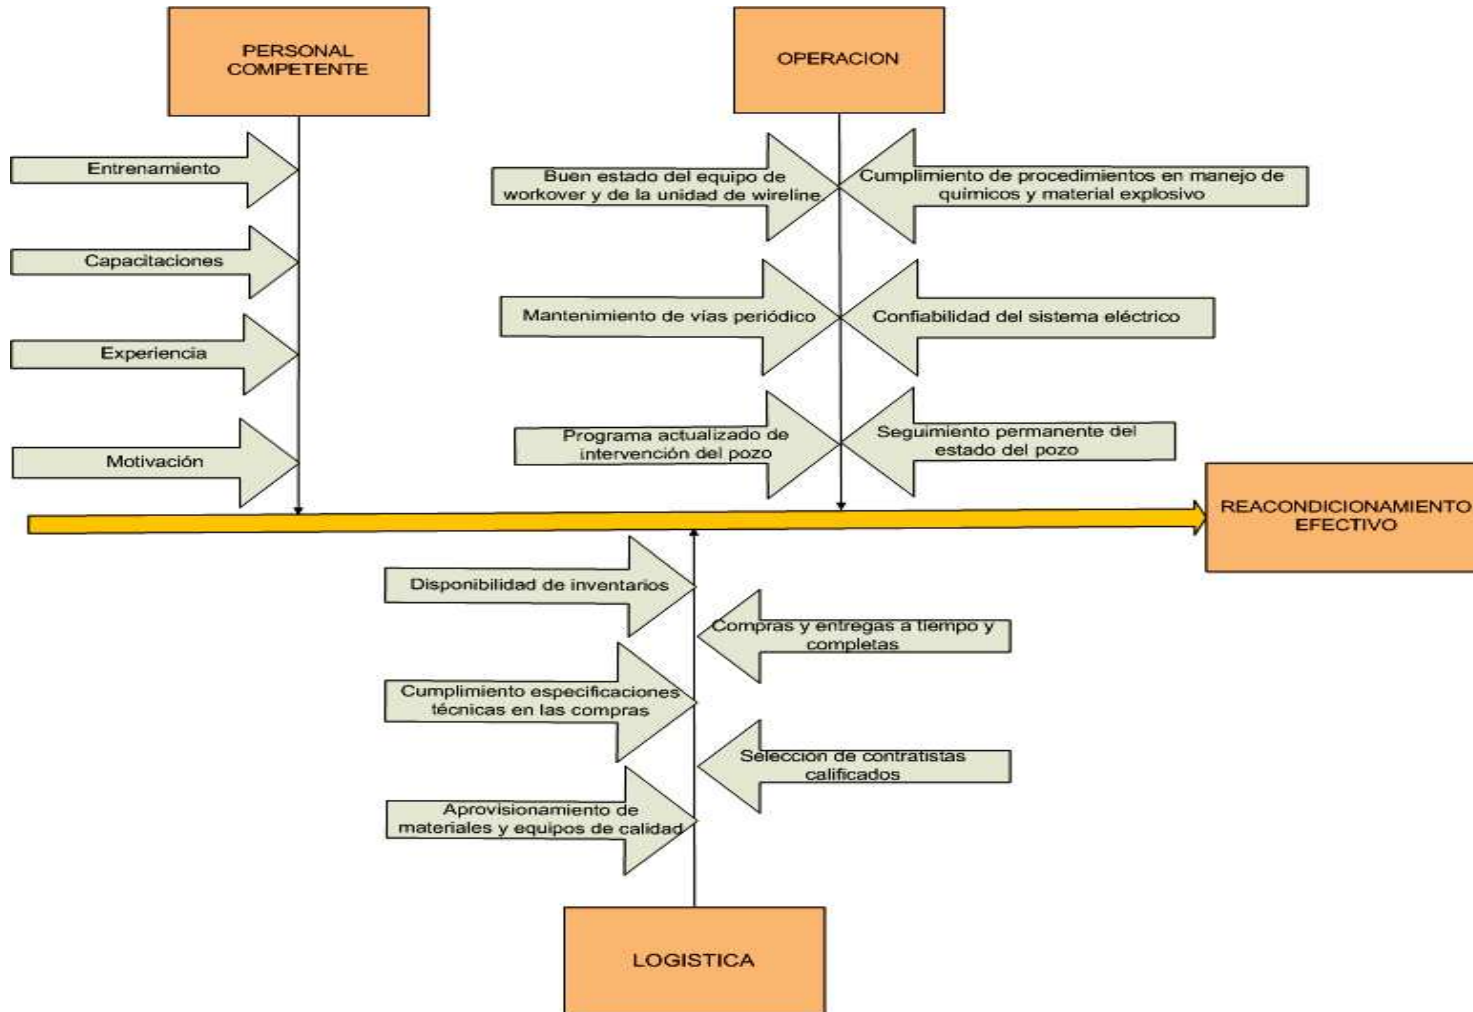 PERSONAL
COMPETENTE
OPERACION
Entrenamiento
Capacitaciones
Experiencia
Motivación
Buen estado del equipo de
workover y de la unidad de wireline.
Cumplimiento de procedimientos en manejo de
químicos y material explosivo
Mantenimiento de vías periódico
Confiabilidad del sistema eléctrico
Programa actualizado de
intervención del pozo
Seguimiento permanente del
estado del pozo
REACONDICIONAMIENTO
EFECTIVO
Disponibilidad de inventarios
Compras y entregas a tiempo y
completas
Cumplimiento especificaciones
técnicas en las compras
Selección de contratistas
calificados
Aprovisionamiento de
materiales y equipos de calidad
LOGISTICA